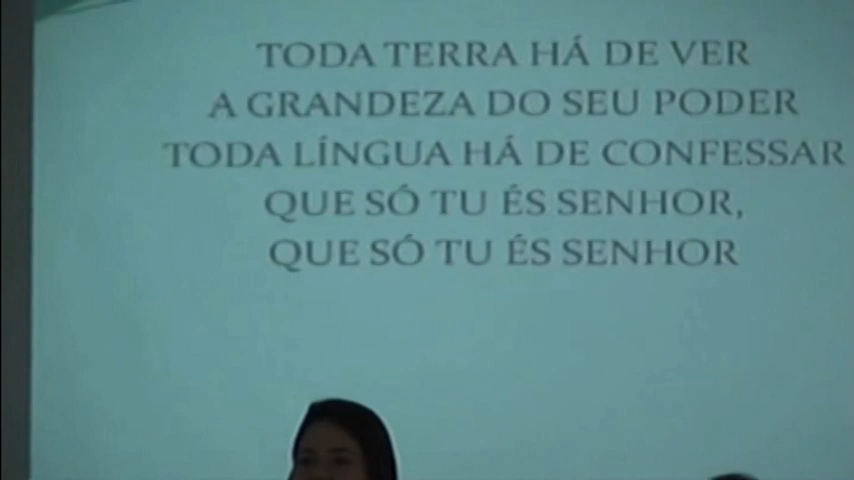 TODA TERRA HÁ DE VER
A GRANDEZA DO SEU PODER
TODA LÍNGUA HÁ DE CONFESSAR
QUE SÓ TU ÉS SENHOR,
QUE SÓ TU ÉS SENHOR